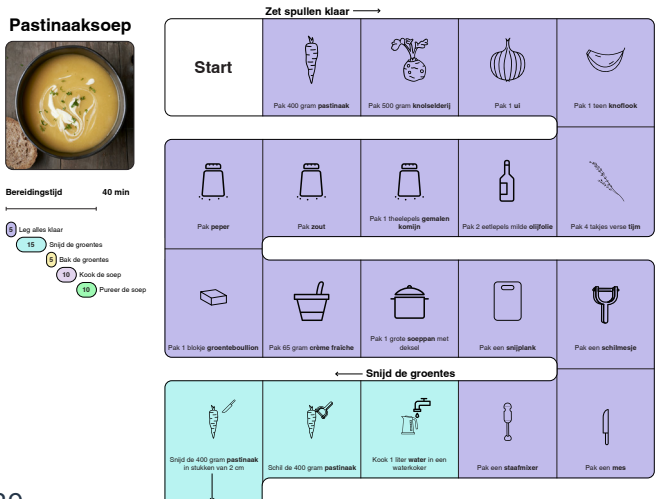 Pastinaaksoep
Bereidingstijd 40 min
5 Leg alles klaar
15 Snijd de groentes
5 Bak de groentes
10 Kook de soep
10 Pureer de soep
Zet spullen klaar
Start
Pak 400 gram pastinaak
Pak 500 gram knolselderij
Pak 1 ui
Pak 1 teen knoflook
Pak peper
Pak zout
Pak 1 theelepels gemalen
komijn
Pak 2 eetlepels milde olijfolie
Pak 4 takjes verse tijm
Pak 1 blokje groenteboullion
Pak 65 gram crème fraîche
Pak 1 grote soeppan met
deksel
Pak een snijplank
Pak een schilmesje
Snijd de groentes
Snijd de 400 gram pastinaak
in stukken van 2 cm
Schil de 400 gram pastinaak
Kook 1 liter water in een
waterkoker
Pak een staafmixer
Pak een mes